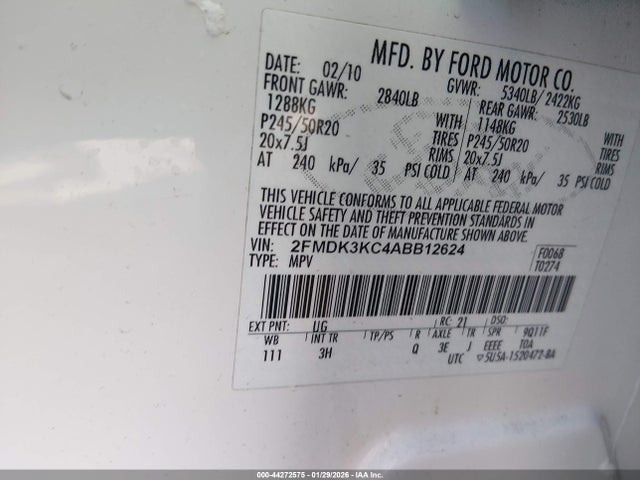 MFD. BY FORD MOTOR CO.
DATE: 02/10 GVWR: 5340LB/ 2422KG
FRONT GAWR: 2840LB REAR GAWR: 2530LB
1288KG WITH 1148KG WITH
P245/50R20 TIRES P245/50R20 TIRES
20x7.5J RIMS 20x7.5J RIMS
AT 240 kPa/ 35 PSI COLD AT 240 kPa/ 35 PSI COLD
THIS VEHICLE CONFORMS TO ALL APPLICABLE FEDERAL MOTOR
VEHICLE SAFETY AND THEFT PREVENTION STANDARDS IN
EFFECT ON THE DATE OF MANUFACTURE SHOWN ABOVE.
VIN: 2FMDK3KC4ABB12624 F0068
TYPE: MPV T0274
EXT PNT: UG RC: 21 DSO:
WB INT TR TP/PS R AXLE TR SPR 9Q11F
111 3H Q 3E J EEEE TOA
UTC ▽5U5A-1520472-BA
000-44272575 - 01/29/2026 - IAA Inc.